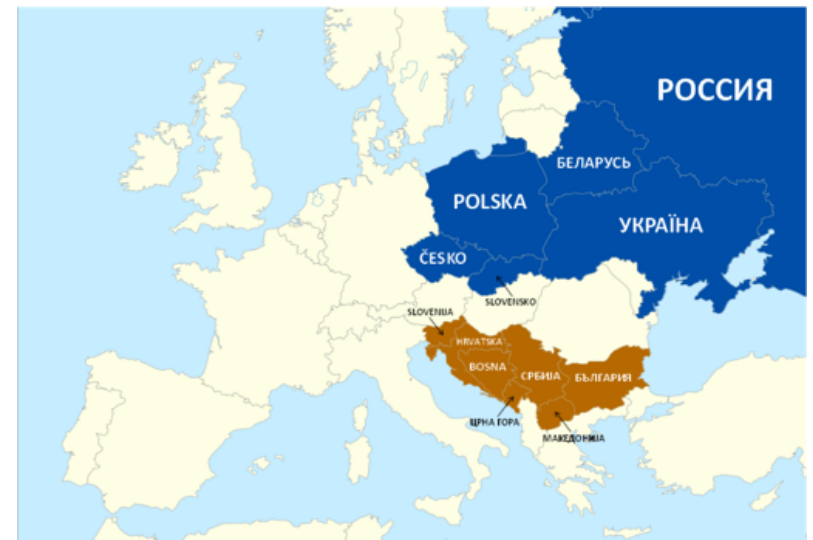 РОССИЯ
БЕЛАРУСЬ
POLSKA
УКРАЇНА
ČESKO
SLOVENSKO
SLOVENIJA
HRVATSKA
BOSNA
СРБИЈА
БЪЛГАРИЯ
ЦРНА ГОРА
МАКЕДОНИЈА